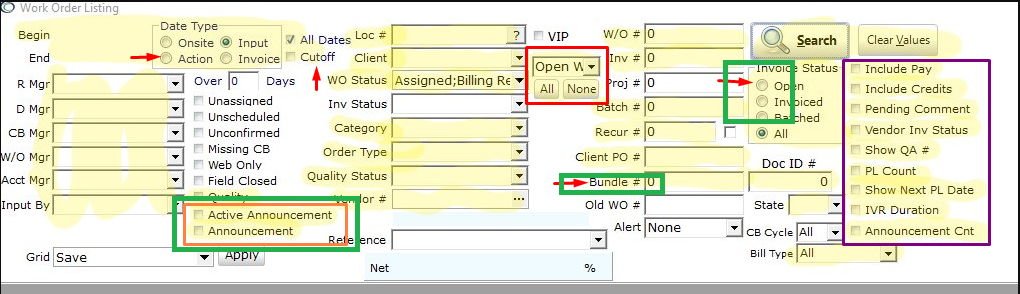 Work Order Listing
Begin
End
Date Type
Onsite
Input
Action
Invoice
All Dates
Cutoff
Loc #
?
VIP
Client
WO Status Assigned;Billing Re
Open W
All
None
W/O # 0
Inv # 0
Proj # 0
Batch # 0
Recur # 0
Client PO #
Bundle # 0
Old WO #
Alert None
Search
Clear Values
Invoice Status
Open
Invoiced
Batched
All
Doc ID #
0
State
CB Cycle All
Bill Type All
Include Pay
Include Credits
Pending Comment
Vendor Inv Status
Show QA #
PL Count
Show Next PL Date
IVR Duration
Announcement Cnt
R Mgr
D Mgr
CB Mgr
W/O Mgr
Acct Mgr
Input By
Over 0 Days
Unassigned
Unscheduled
Unconfirmed
Missing CB
Web Only
Field Closed
Quality
Active Announcement
Announcement
Inv Status
Category
Order Type
Quality Status
Vendor # ...
Reference
Grid Save
Apply
Net %